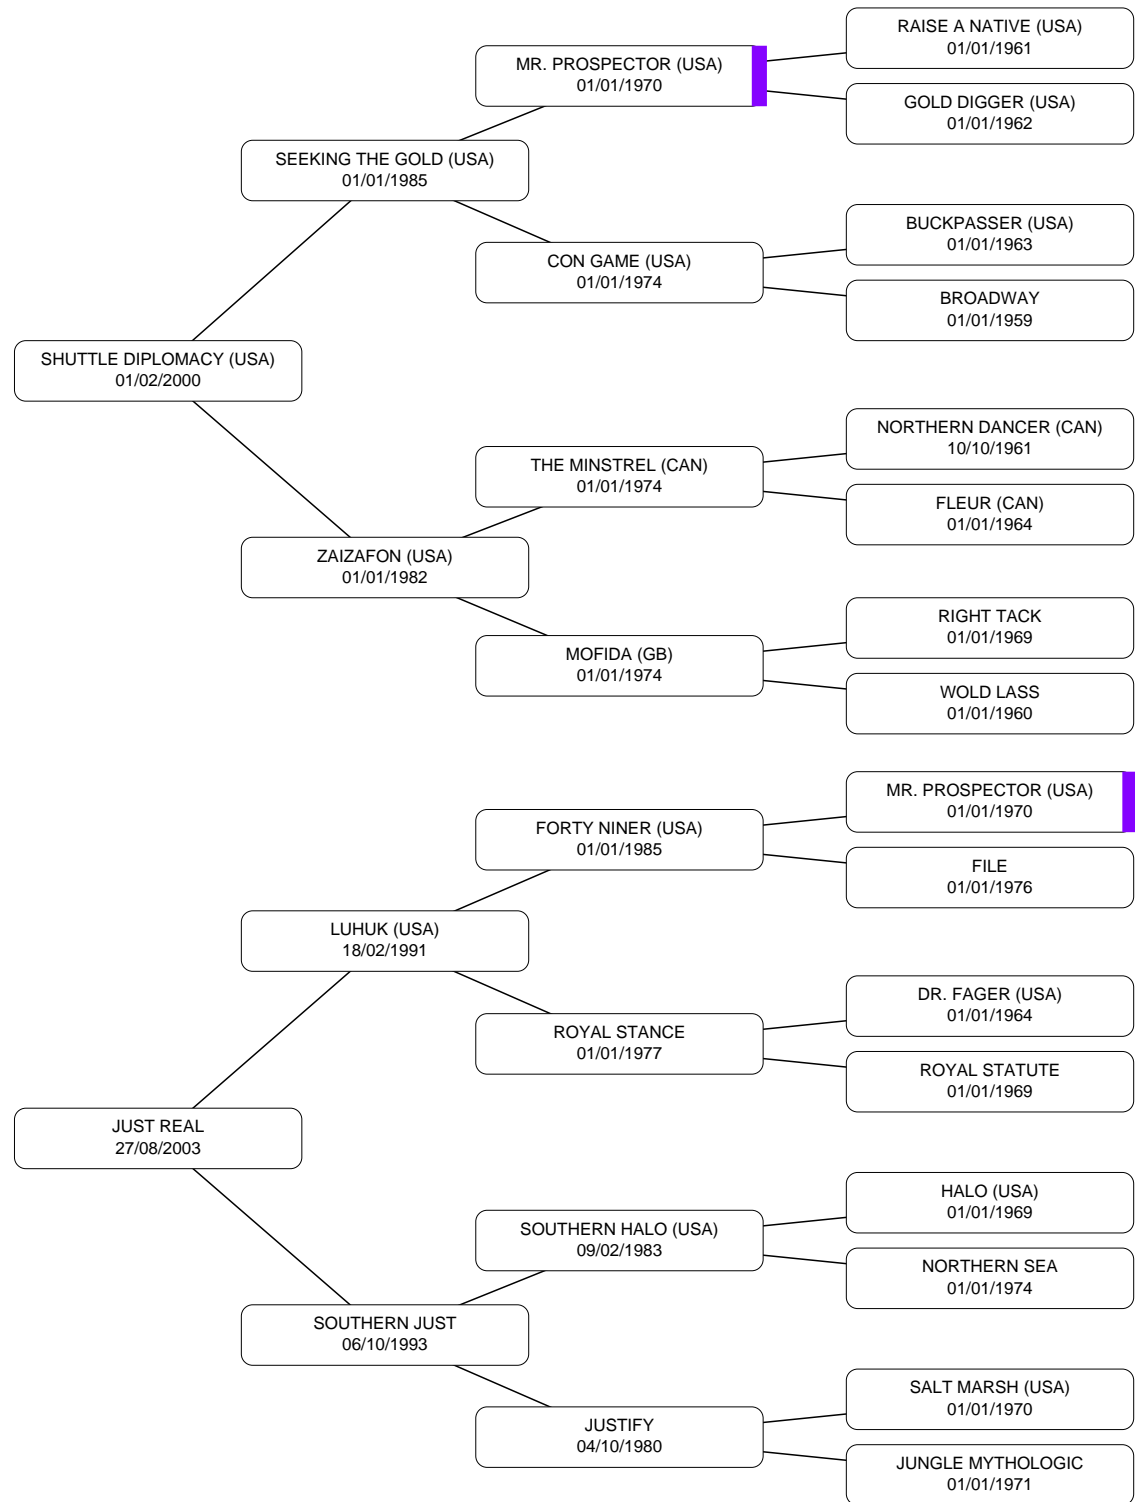 RAISE A NATIVE (USA)
01/01/1961
MR. PROSPECTOR (USA)
01/01/1970
GOLD DIGGER (USA)
01/01/1962
SEEKING THE GOLD (USA)
01/01/1985
BUCKPASSER (USA)
01/01/1963
CON GAME (USA)
01/01/1974
BROADWAY
01/01/1959
SHUTTLE DIPLOMACY (USA)
01/02/2000
NORTHERN DANCER (CAN)
10/10/1961
THE MINSTREL (CAN)
01/01/1974
FLEUR (CAN)
01/01/1964
ZAIZAFON (USA)
01/01/1982
RIGHT TACK
01/01/1969
MOFIDA (GB)
01/01/1974
WOLD LASS
01/01/1960
MR. PROSPECTOR (USA)
01/01/1970
FORTY NINER (USA)
01/01/1985
FILE
01/01/1976
LUHUK (USA)
18/02/1991
DR. FAGER (USA)
01/01/1964
ROYAL STANCE
01/01/1977
ROYAL STATUTE
01/01/1969
JUST REAL
27/08/2003
HALO (USA)
01/01/1969
SOUTHERN HALO (USA)
09/02/1983
NORTHERN SEA
01/01/1974
SOUTHERN JUST
06/10/1993
SALT MARSH (USA)
01/01/1970
JUSTIFY
04/10/1980
JUNGLE MYTHOLOGIC
01/01/1971